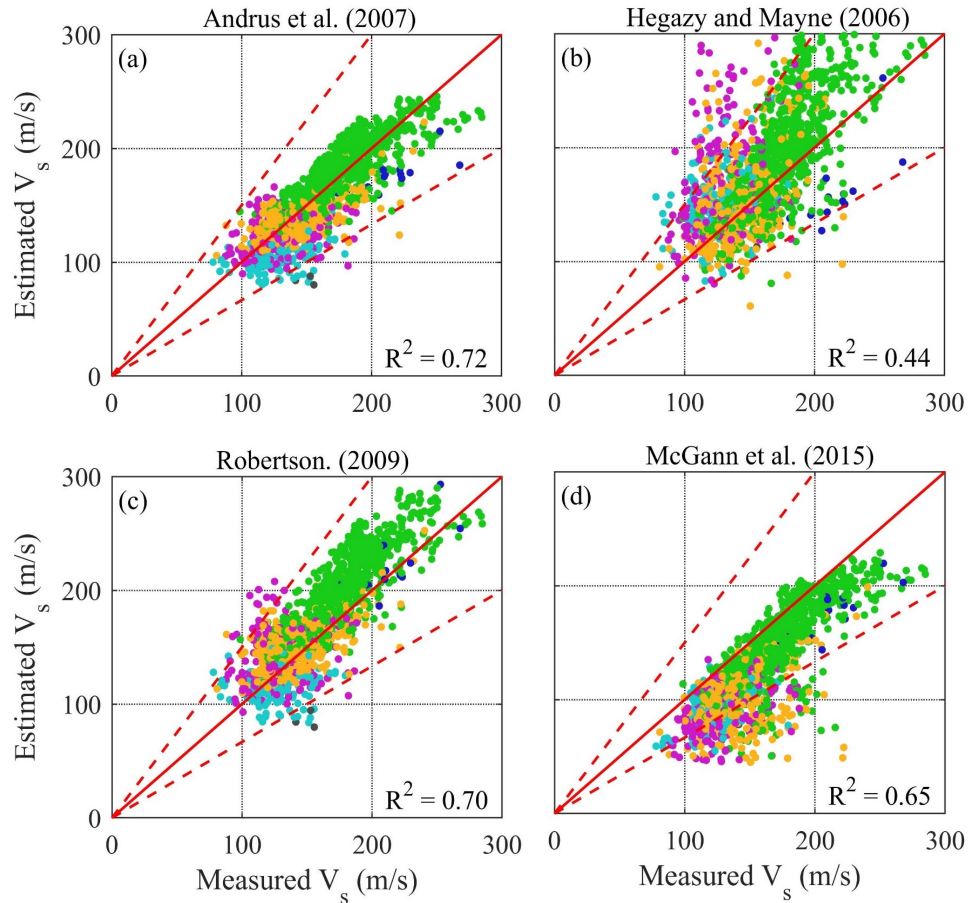 Andrus et al. (2007)
Hegazy and Mayne (2006)
(a)
(b)
300
200
100
0
Estimated V_s (m/s)
R^2 = 0.72
R^2 = 0.44
0 100 200 300
0 100 200 300
Robertson. (2009)
McGann et al. (2015)
(c)
(d)
300
200
100
0
Estimated V_s (m/s)
R^2 = 0.70
R^2 = 0.65
0 100 200 300
0 100 200 300
Measured V_s (m/s)
Measured V_s (m/s)